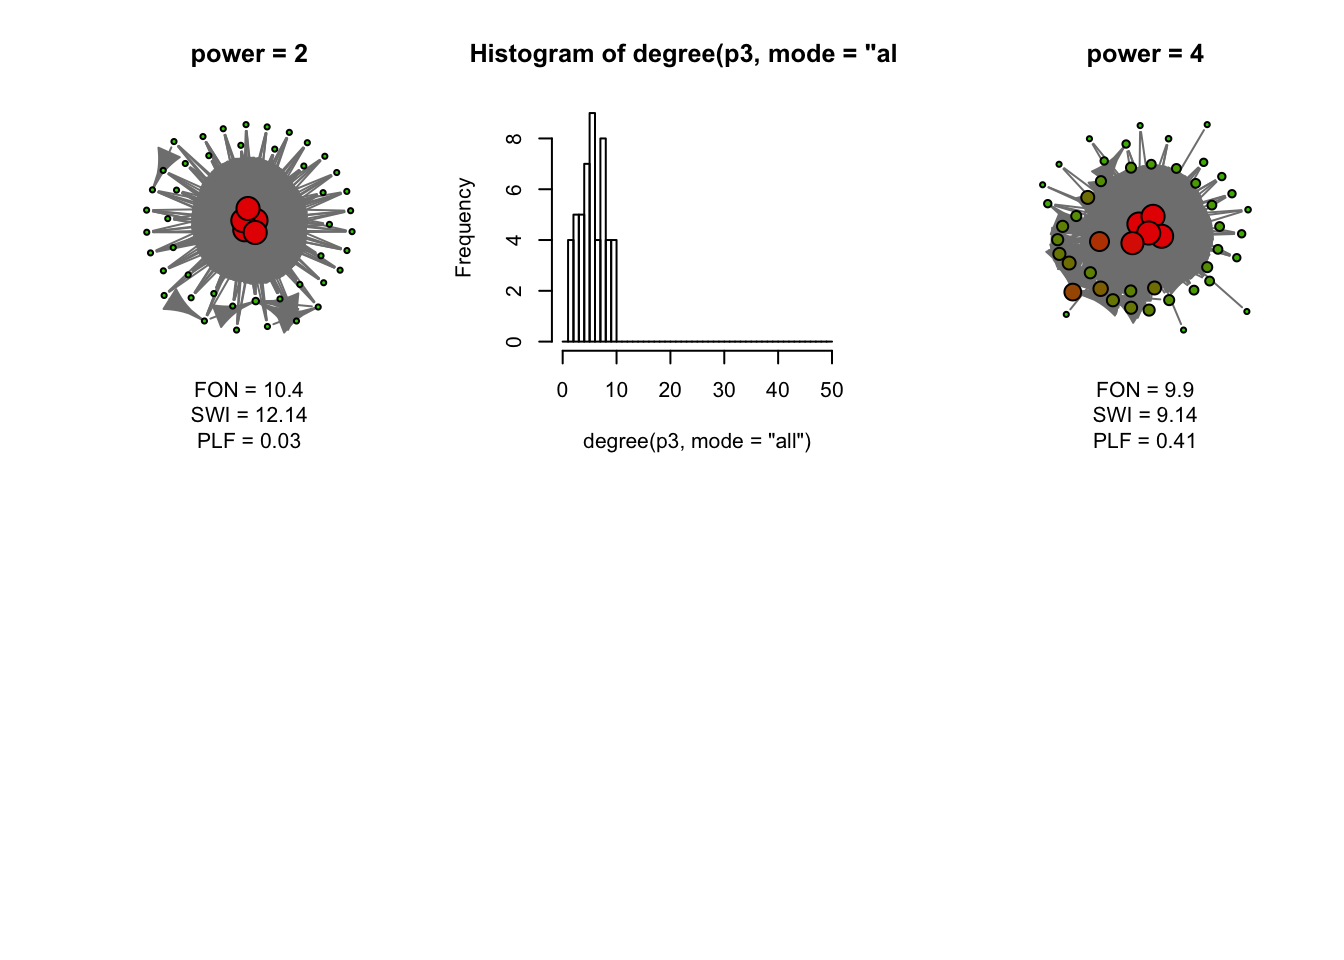 power = 2
Histogram of degree(p3, mode = "al
power = 4
Frequency
0
2
4
6
8
0 10 20 30 40 50
degree(p3, mode = "all")
FON = 10.4
SWI = 12.14
PLF = 0.03
FON = 9.9
SWI = 9.14
PLF = 0.41